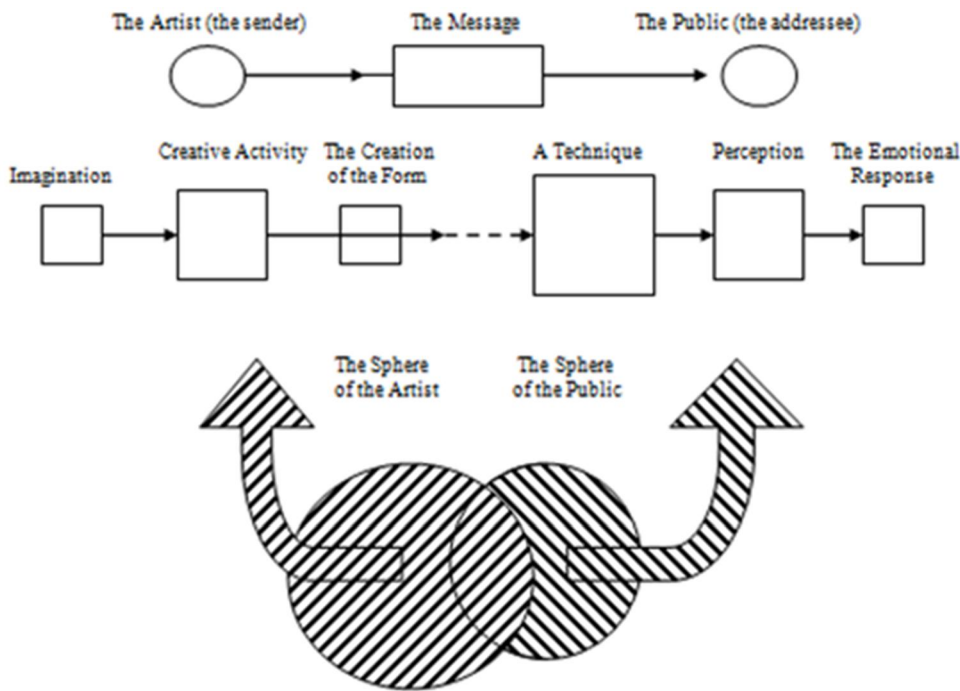 The Artist (the sender)
The Message
The Public (the addressee)
Imagination
Creative Activity
The Creation
of the Form
A Technique
Perception
The Emotional
Response
The Sphere
of the Artist
The Sphere
of the Public